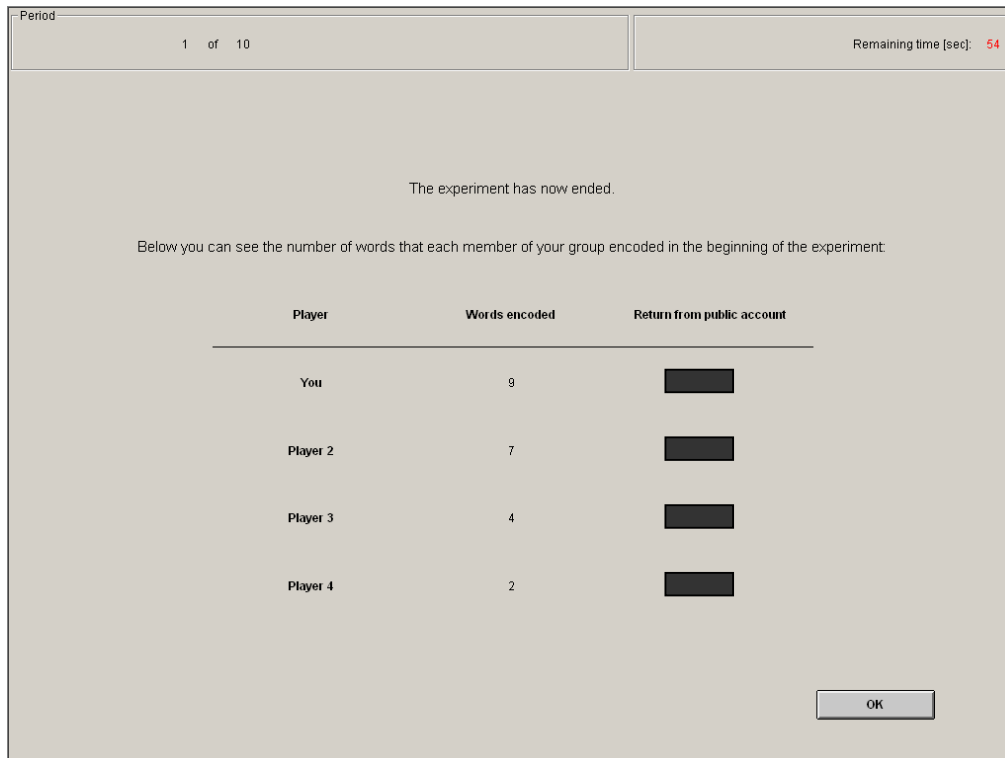 Period
1 of 10
Remaining time [sec]: 54
The experiment has now ended.
Below you can see the number of words that each member of your group encoded in the beginning of the experiment:
Player Words encoded Return from public account
You 9
Player 2 7
Player 3 4
Player 4 2
OK